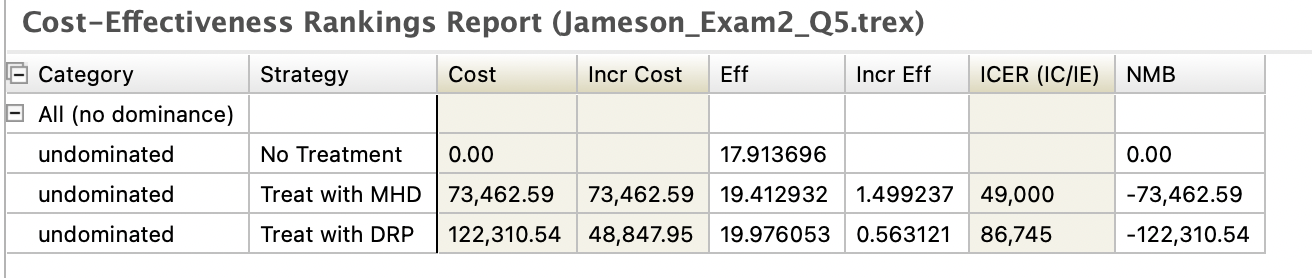 Cost-Effectiveness Rankings Report (Jameson_Exam2_Q5.trex)
Category Strategy Cost Incr Cost Eff Incr Eff ICER (IC/IE) NMB
All (no dominance)
undominated No Treatment 0.00 17.913696 0.00
undominated Treat with MHD 73,462.59 73,462.59 19.412932 1.499237 49,000 -73,462.59
undominated Treat with DRP 122,310.54 48,847.95 19.976053 0.563121 86,745 -122,310.54